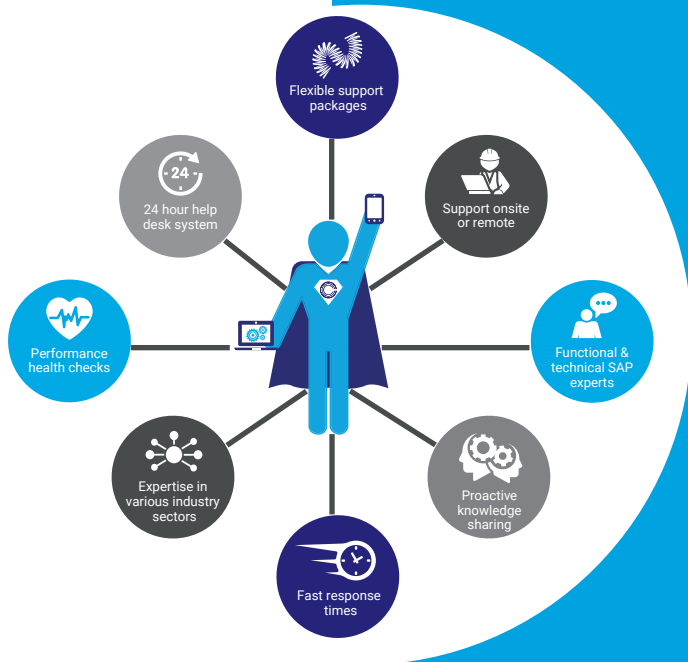 Flexible support
packages
24
24 hour help
desk system
Support onsite
or remote
Performance
health checks
Functional &
technical SAP
experts
Expertise in
various industry
sectors
Proactive
knowledge
sharing
Fast response
times